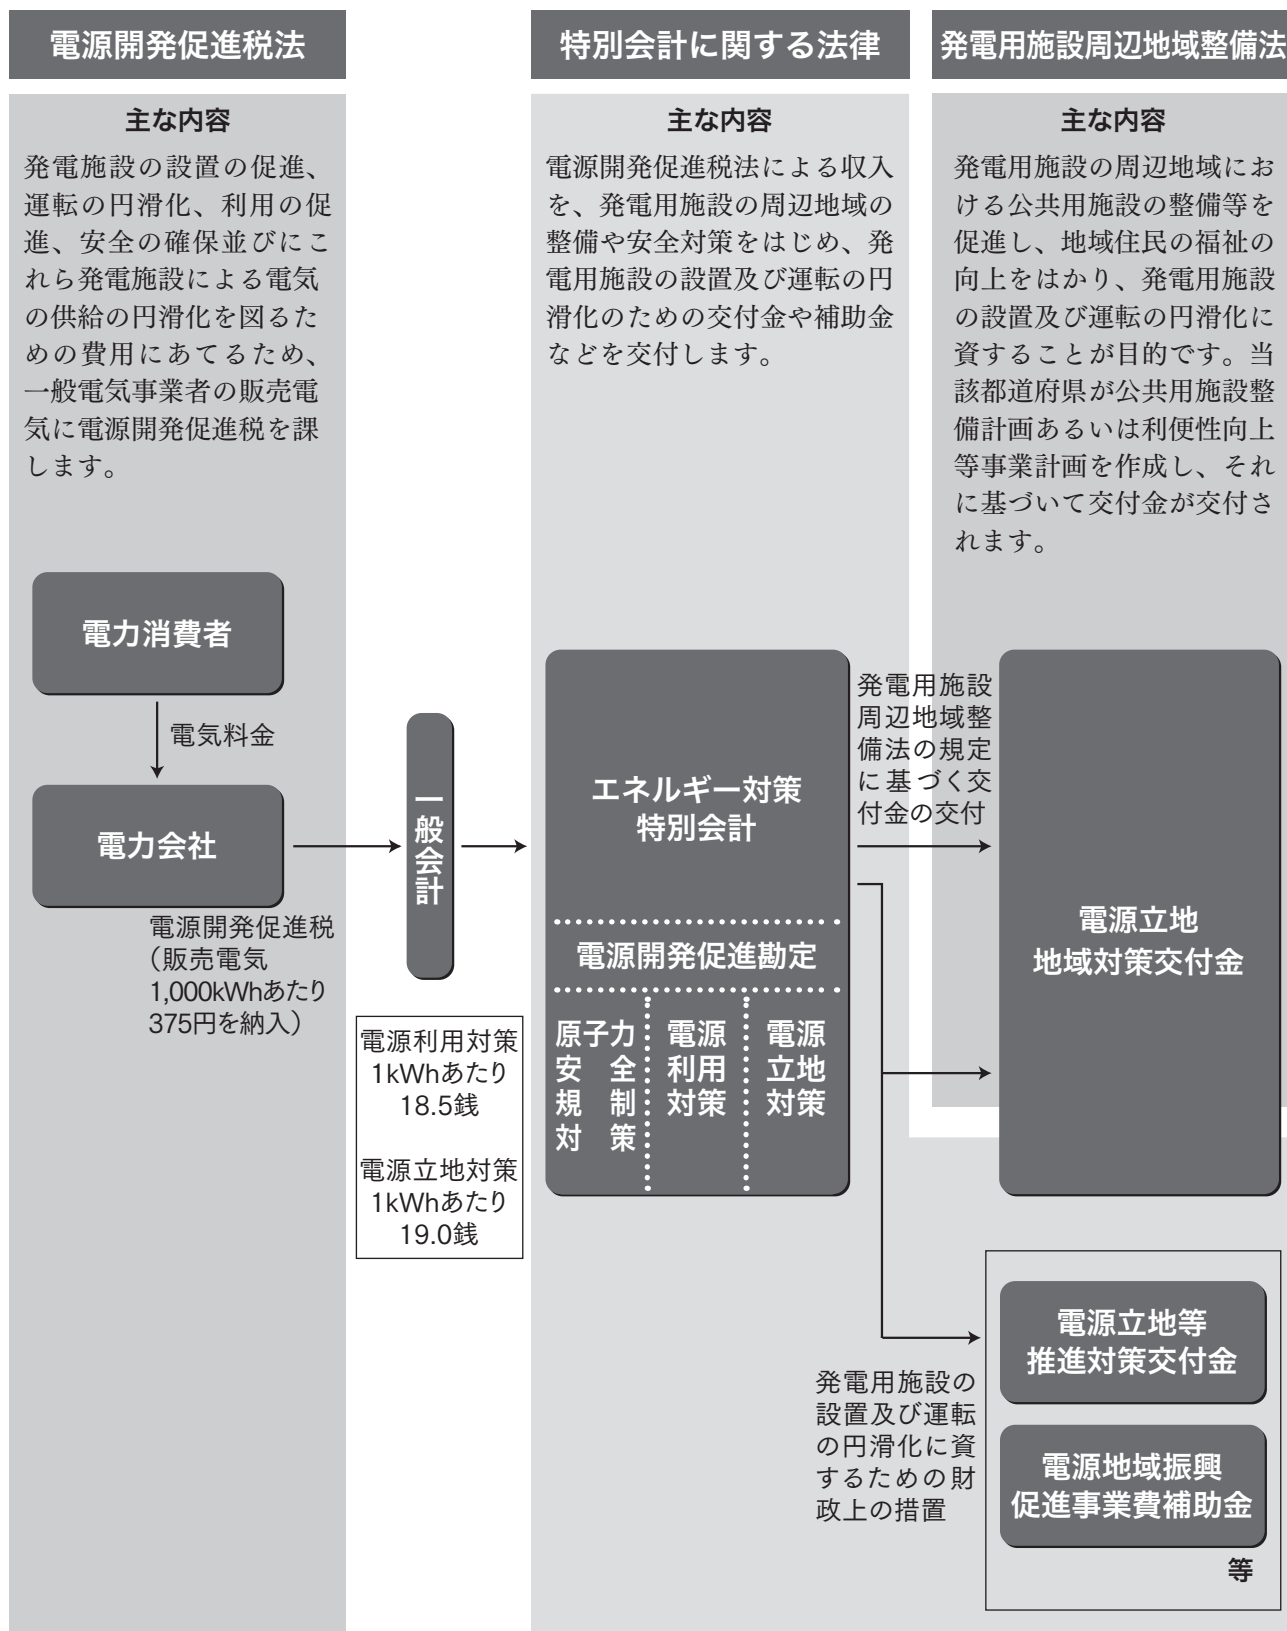 電源開発促進税法
主な内容
発電施設の設置の促進、
運転の円滑化、利用の促
進、安全の確保並びにこ
れら発電施設による電気
の供給の円滑化を図るた
めの費用にあてるため、
一般電気事業者の販売電
気に電源開発促進税を課
します。
電力消費者
電気料金
電力会社
電源開発促進税
（販売電気
1,000kWhあたり
375円を納入）
一般会計
電源利用対策
1kWhあたり
18.5銭
電源立地対策
1kWhあたり
19.0銭
特別会計に関する法律
主な内容
電源開発促進税法による収入
を、発電用施設の周辺地域の
整備や安全対策をはじめ、発
電用施設の設置及び運転の円
滑化のための交付金や補助金
などを交付します。
エネルギー対策
特別会計
電源開発促進勘定
原子力
安全
規制
対策
電源
利用
対策
電源
立地
対策
発電用施設周辺地域整備法
主な内容
発電用施設の周辺地域にお
ける公共用施設の整備等を
促進し、地域住民の福祉の
向上をはかり、発電用施設
の設置及び運転の円滑化に
資することが目的です。当
該都道府県が公共用施設整
備計画あるいは利便性向上
等事業計画を作成し、それ
に基づいて交付金が交付さ
れます。
発電用施設
周辺地域整
備法の規定
に基づく交
付金の交付
電源立地
地域対策交付金
発電用施設の
設置及び運転
の円滑化に資
するための財
政上の措置
電源立地等
推進対策交付金
電源地域振興
促進事業費補助金
等